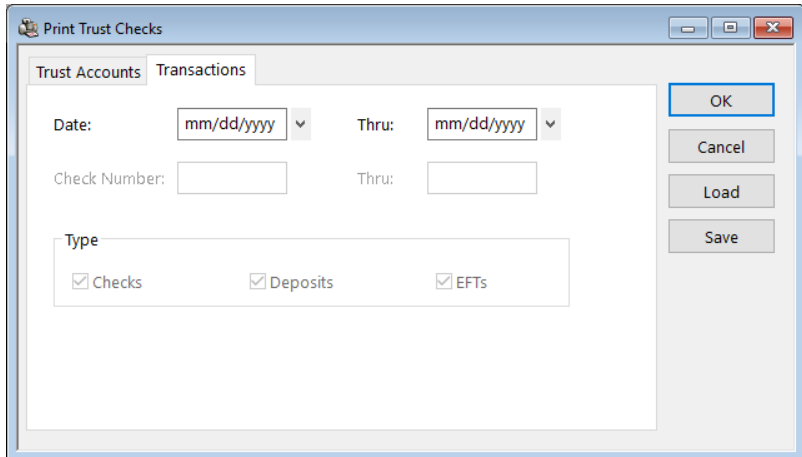 Print Trust Checks
Trust Accounts Transactions
Date: mm/dd/yyyy Thru: mm/dd/yyyy
Check Number: Thru:
Type
Checks Deposits EFTs
OK
Cancel
Load
Save